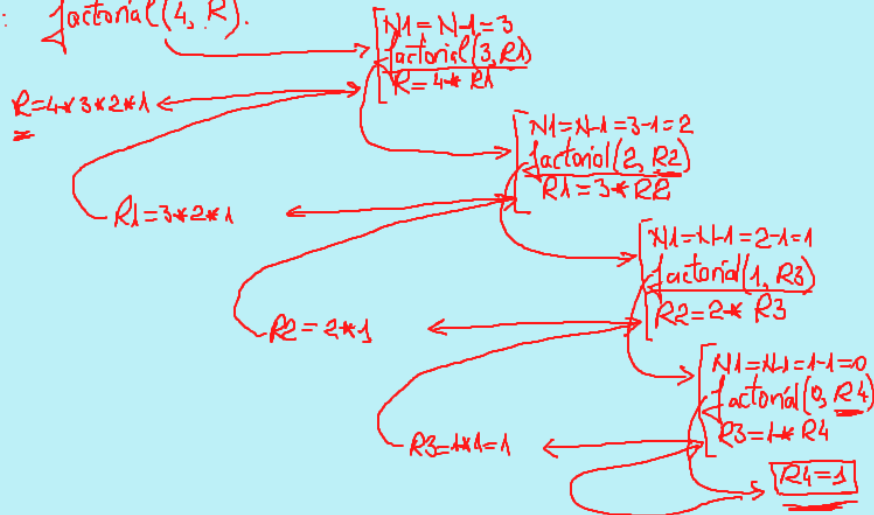 : factorial(4, R).
N1=N-1=3
factorial(3, R1)
R=4*R1
R=4*3*2*1
N1=N-1=3-1=2
factorial(2, R2)
R1=3*R2
R1=3*2*1
N1=N-1=2-1=1
factorial(1, R3)
R2=2*R3
R2=2*1
N1=N-1=1-1=0
factorial(0, R4)
R3=1*R4
R3=1*1=1
R4=1